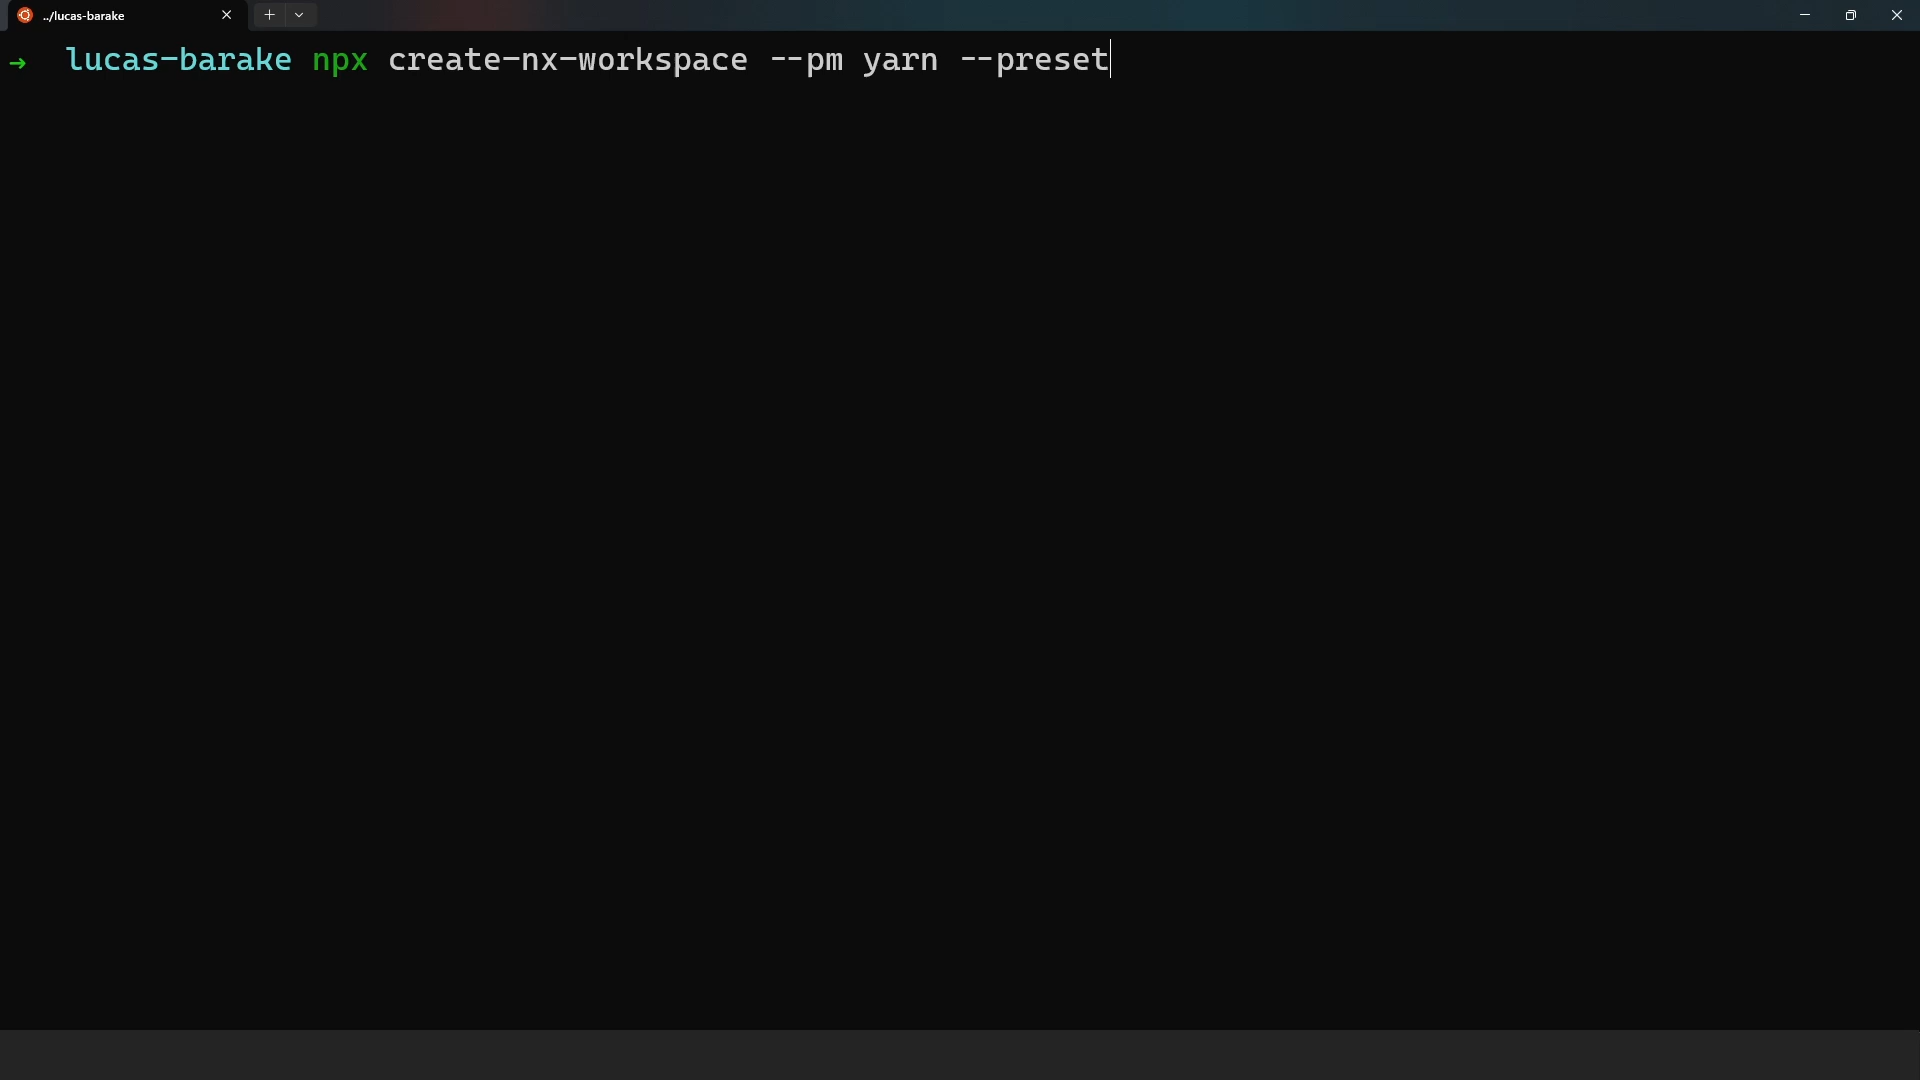 ../lucas-barake
➜ lucas-barake npx create-nx-workspace --pm yarn --preset